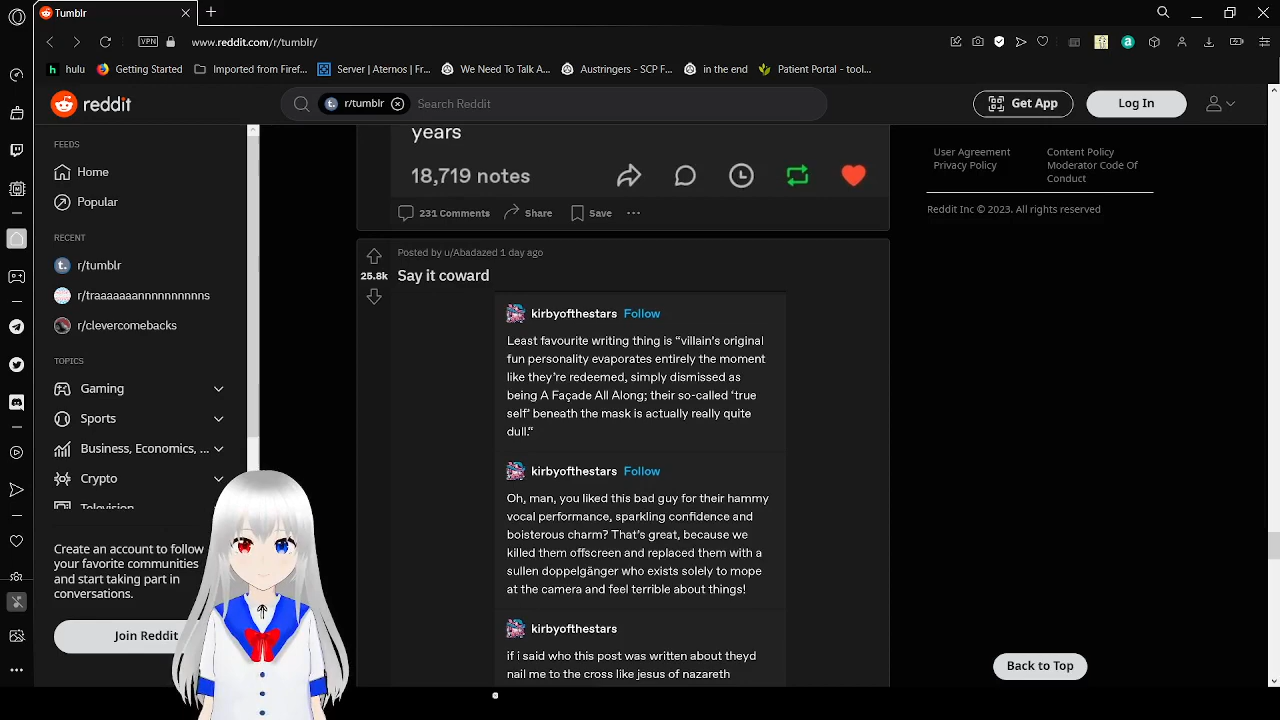 Tumblr
VPN
www.reddit.com/r/tumblr/
hulu
Getting Started
Imported from Firef...
Server | Aternos | Fr...
We Need To Talk A...
Austringers - SCP F...
in the end
Patient Portal - tool...
reddit
r/tumblr
Search Reddit
Get App
Log In
FEEDS
Home
Popular
RECENT
r/tumblr
r/traaaaaaannnnnnnnnns
r/clevercomebacks
TOPICS
Gaming
Sports
Business, Economics, ...
Crypto
Television
Create an account to follow
your favorite communities
and start taking part in
conversations.
Join Reddit
years
18,719 notes
231 Comments
Share
Save
Posted by u/Abadazed 1 day ago
25.8k
Say it coward
kirbyofthestars Follow
Least favourite writing thing is “villain’s original
fun personality evaporates entirely the moment
like they’re redeemed, simply dismissed as
being A Façade All Along; their so-called ‘true
self’ beneath the mask is actually really quite
dull.“
kirbyofthestars Follow
Oh, man, you liked this bad guy for their hammy
vocal performance, sparkling confidence and
boisterous charm? That’s great, because we
killed them offscreen and replaced them with a
sullen doppelgänger who exists solely to mope
at the camera and feel terrible about things!
kirbyofthestars
if i said who this post was written about theyd
nail me to the cross like jesus of nazareth
User Agreement
Privacy Policy
Content Policy
Moderator Code Of
Conduct
Reddit Inc © 2023. All rights reserved
Back to Top